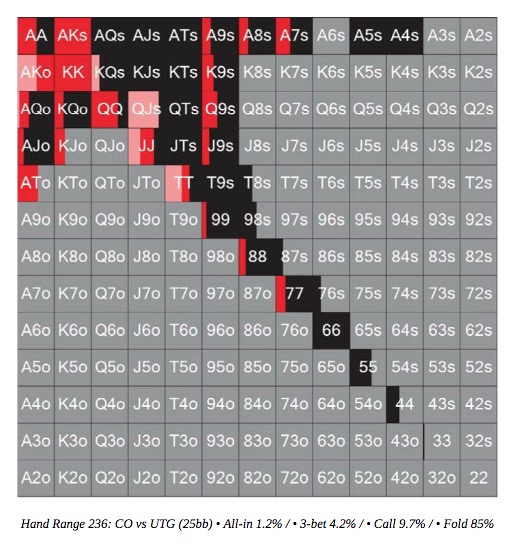 AA AKs AQs AJs ATs A9s A8s A7s A6s A5s A4s A3s A2s
AKo KK KQs KJs KTs K9s K8s K7s K6s K5s K4s K3s K2s
AQo KQo QQ QJs QTs Q9s Q8s Q7s Q6s Q5s Q4s Q3s Q2s
AJo KJo QJo JJ JTs J9s J8s J7s J6s J5s J4s J3s J2s
ATo KTo QTo JTo TT T9s T8s T7s T6s T5s T4s T3s T2s
A9o K9o Q9o J9o T9o 99 98s 97s 96s 95s 94s 93s 92s
A8o K8o Q8o J8o T8o 98o 88 87s 86s 85s 84s 83s 82s
A7o K7o Q7o J7o T7o 97o 87o 77 76s 75s 74s 73s 72s
A6o K6o Q6o J6o T6o 96o 86o 76o 66 65s 64s 63s 62s
A5o K5o Q5o J5o T5o 95o 85o 75o 65o 55 54s 53s 52s
A4o K4o Q4o J4o T4o 94o 84o 74o 64o 54o 44 43s 42s
A3o K3o Q3o J3o T3o 93o 83o 73o 63o 53o 43o 33 32s
A2o K2o Q2o J2o T2o 92o 82o 72o 62o 52o 42o 32o 22
Hand Range 236: CO vs UTG (25bb) • All-in 1.2% / • 3-bet 4.2% / • Call 9.7% / • Fold 85%